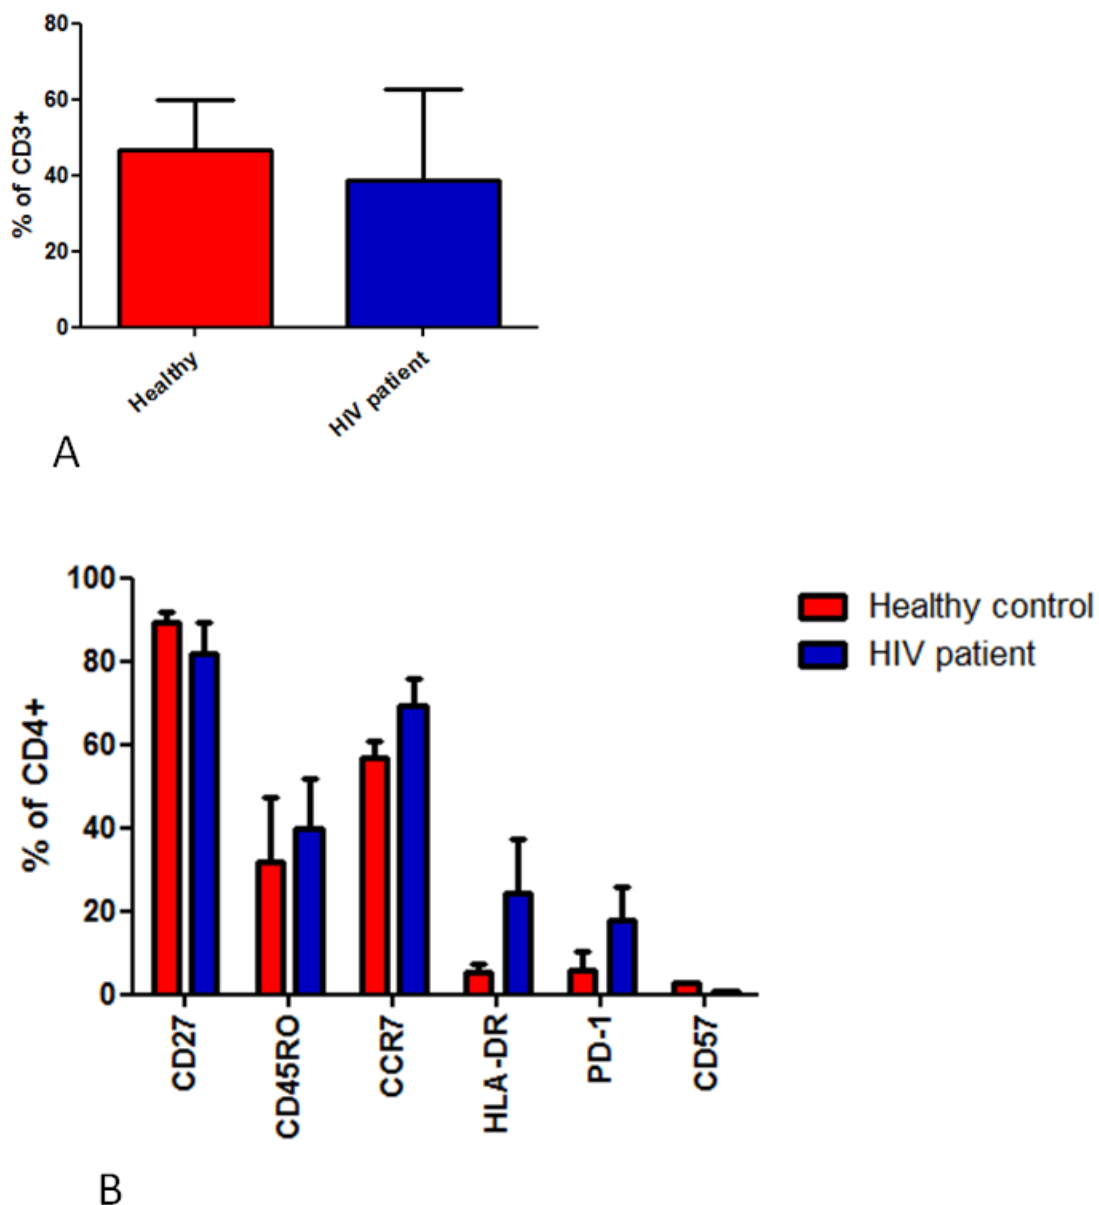 80
60
40
20
0
% of CD3+
Healthy
HIV patient
A
100
80
60
40
20
0
% of CD4+
CD27
CD45RO
CCR7
HLA-DR
PD-1
CD57
Healthy control
HIV patient
B